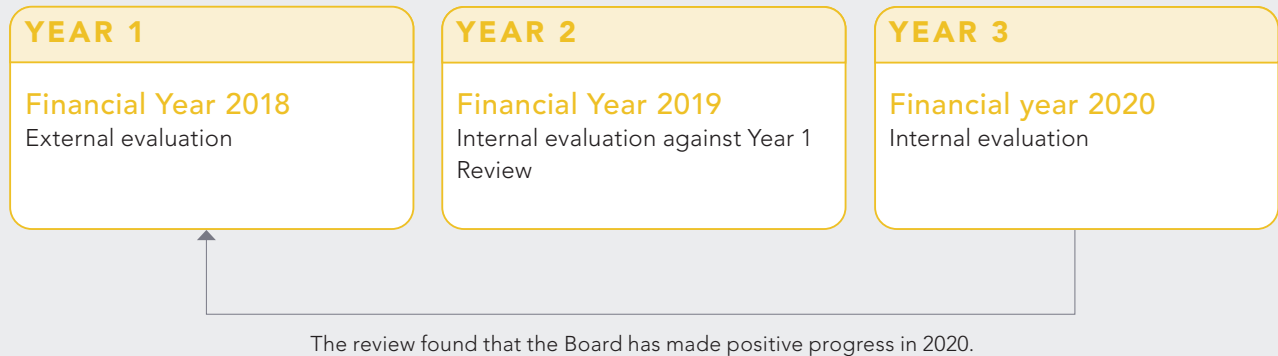 YEAR 1
Financial Year 2018
External evaluation
YEAR 2
Financial Year 2019
Internal evaluation against Year 1
Review
YEAR 3
Financial year 2020
Internal evaluation
The review found that the Board has made positive progress in 2020.